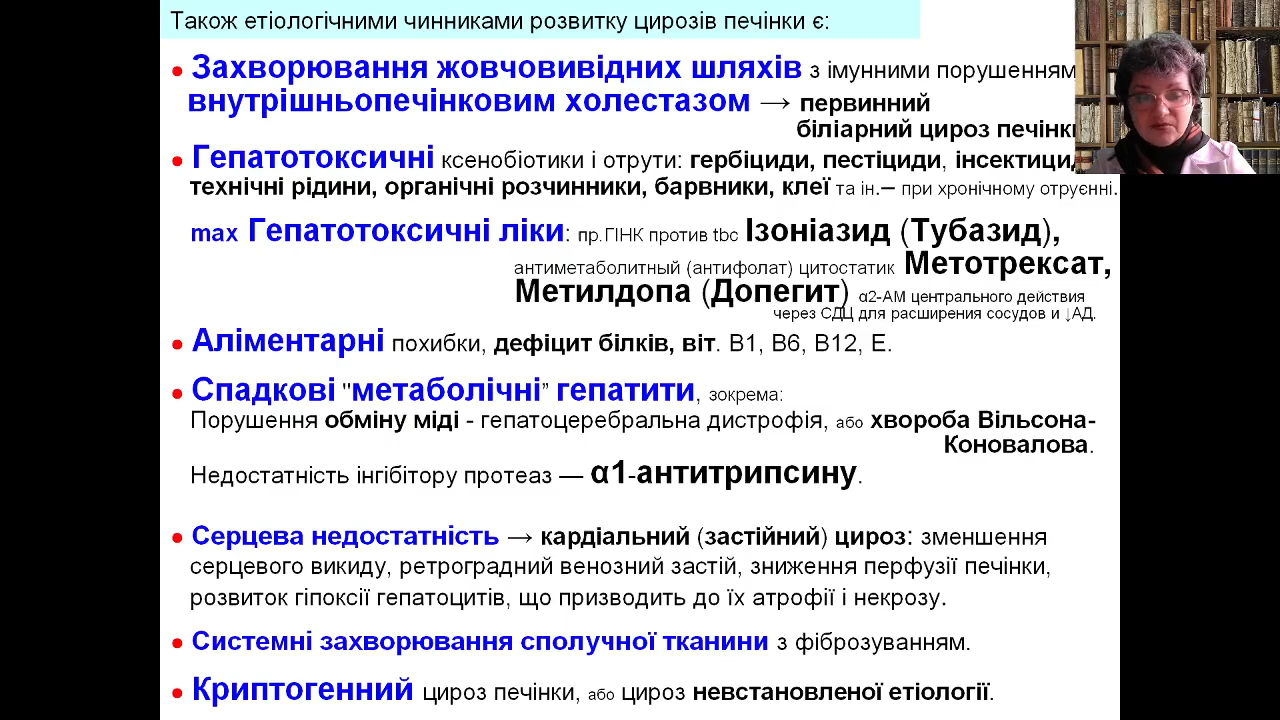 Також етіологічними чинниками розвитку цирозів печінки є:
• Захворювання жовчовивідних шляхів з імунними порушенням
внутрішньопечінковим холестазом → первинний
біліарний цироз печінки
• Гепатотоксичні ксенобіотики і отрути: гербіциди, пестіциди, інсектицид
технічні рідини, органічні розчинники, барвники, клеї та ін.– при хронічному отруєнні.
max Гепатотоксичні ліки: пр.ГІНК против tbc Ізоніазид (Тубазид),
антиметаболитный (антифолат) цитостатик Метотрексат,
Метилдопа (Допегит) α2-АМ центрального действия
через СДЦ для расширения сосудов и ↓АД.
• Аліментарні похибки, дефіцит білків, віт. В1, В6, В12, Е.
• Спадкові "метаболічні” гепатити, зокрема:
Порушення обміну міді - гепатоцеребральна дистрофія, або хвороба Вільсона-
Коновалова.
Недостатність інгібітору протеаз — α1-антитрипсину.
• Серцева недостатність → кардіальний (застійний) цироз: зменшення
серцевого викиду, ретроградний венозний застій, зниження перфузії печінки,
розвиток гіпоксії гепатоцитів, що призводить до їх атрофії і некрозу.
• Системні захворювання сполучної тканини з фіброзуванням.
• Криптогенний цироз печінки, або цироз невстановленої етіології.